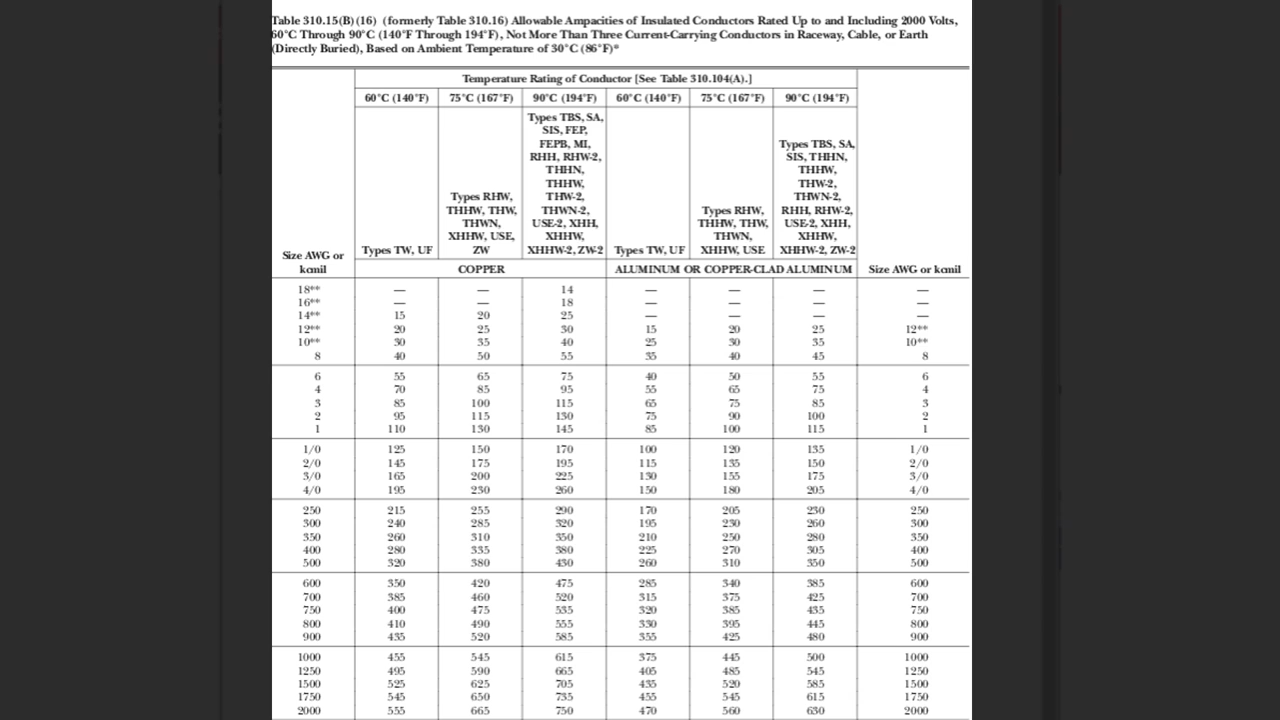 Table 310.15(B)(16) (formerly Table 310.16) Allowable Ampacities of Insulated Conductors Rated Up to and Including 2000 Volts,
60°C Through 90°C (140°F Through 194°F), Not More Than Three Current-Carrying Conductors in Raceway, Cable, or Earth
(Directly Buried), Based on Ambient Temperature of 30°C (86°F)*
Temperature Rating of Conductor [See Table 310.104(A).]
60°C (140°F) 75°C (167°F) 90°C (194°F) 60°C (140°F) 75°C (167°F) 90°C (194°F)
Size AWG or
kcmil
Types TW, UF
Types RHW,
THHW, THW,
THWN,
XHHW, USE,
ZW
Types TBS, SA,
SIS, FEP,
FEPB, MI,
RHH, RHW-2,
THHN,
THHW,
THW-2,
THWN-2,
USE-2, XHH,
XHHW,
XHHW-2, ZW-2
Types TW, UF
Types RHW,
THHW, THW,
THWN,
XHHW, USE
Types TBS, SA,
SIS, THHN,
THHW,
THW-2,
THWN-2,
RHH, RHW-2,
USE-2, XHH,
XHHW,
XHHW-2, ZW-2
COPPER ALUMINUM OR COPPER-CLAD ALUMINUM Size AWG or kcmil
18** — — 14 — — — —
16** — — 18 — — — —
14** 15 20 25 — — — —
12** 20 25 30 15 20 25 12**
10** 30 35 40 25 30 35 10**
8 40 50 55 35 40 45 8
6 55 65 75 40 50 55 6
4 70 85 95 55 65 75 4
3 85 100 115 65 75 85 3
2 95 115 130 75 90 100 2
1 110 130 145 85 100 115 1
1/0 125 150 170 100 120 135 1/0
2/0 145 175 195 115 135 150 2/0
3/0 165 200 225 130 155 175 3/0
4/0 195 230 260 150 180 205 4/0
250 215 255 290 170 205 230 250
300 240 285 320 195 230 260 300
350 260 310 350 210 250 280 350
400 280 335 380 225 270 305 400
500 320 380 430 260 310 350 500
600 350 420 475 285 340 385 600
700 385 460 520 315 375 425 700
750 400 475 535 320 385 435 750
800 410 490 555 330 395 445 800
900 435 520 585 355 425 480 900
1000 455 545 615 375 445 500 1000
1250 495 590 665 405 485 545 1250
1500 525 625 705 435 520 585 1500
1750 545 650 735 455 545 615 1750
2000 555 665 750 470 560 630 2000